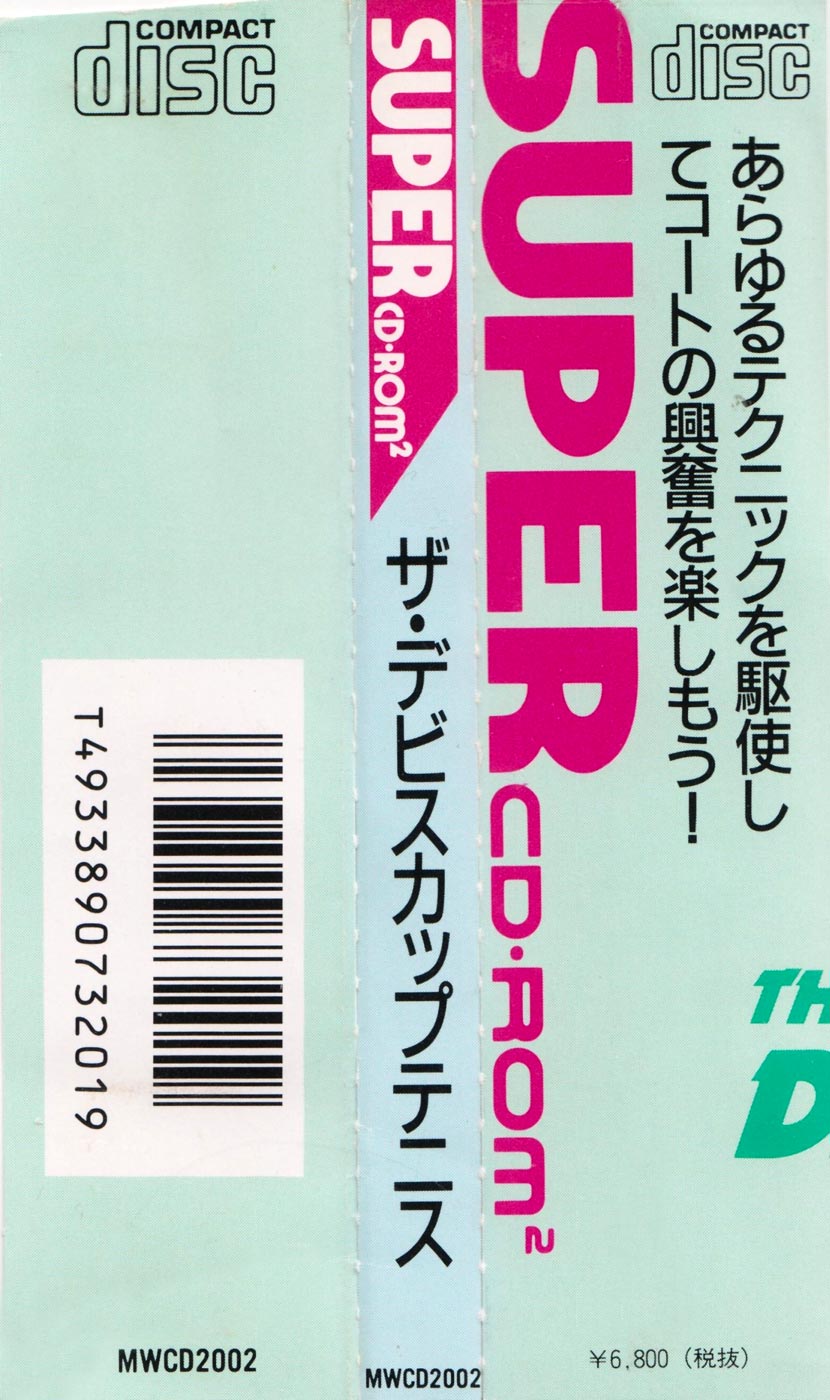 COMPACT
disc
T4933890732019
MWCD2002
SUPER CD·ROM²
ザ・デビスカップテニス
MWCD2002
SUPER CD·ROM²
COMPACT
disc
あらゆるテクニックを駆使し
てコートの興奮を楽しもう！
TH
D
￥6,800（税抜）